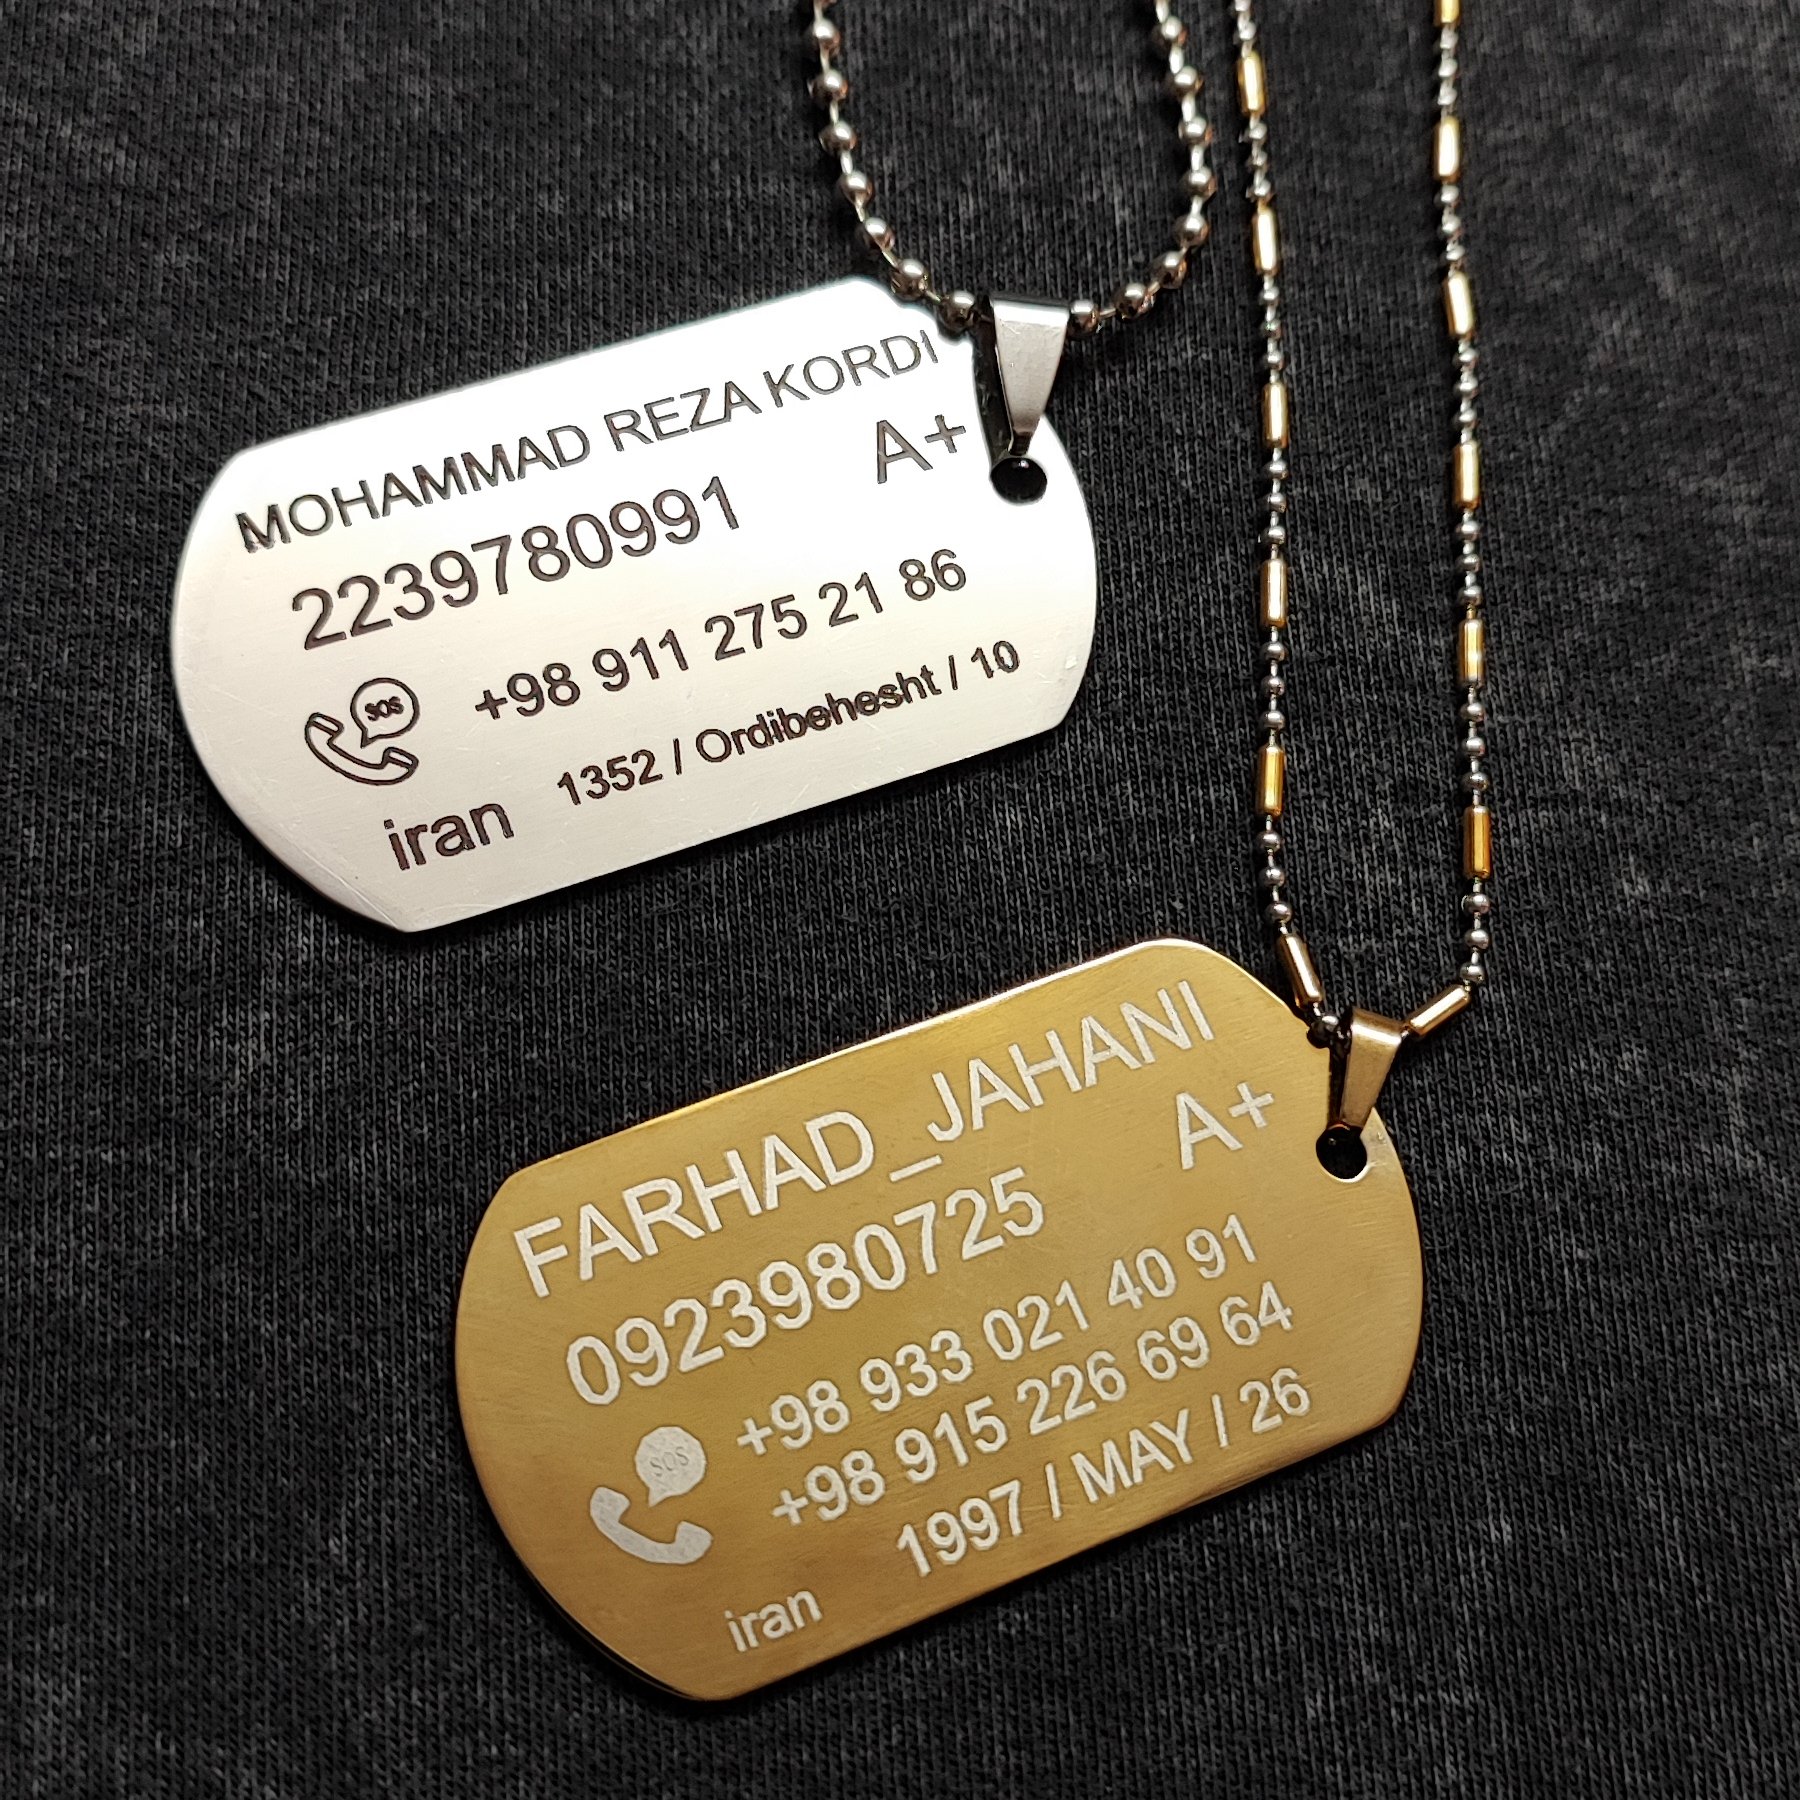 MOHAMMAD REZA KORDI
A+
2239780991
SOS
+98 911 275 21 86
1352 / Ordibehesht / 10
iran
FARHAD_JAHANI
A+
0923980725
+98 933 021 40 91
SOS
+98 915 226 69 64
1997 / MAY / 26
iran